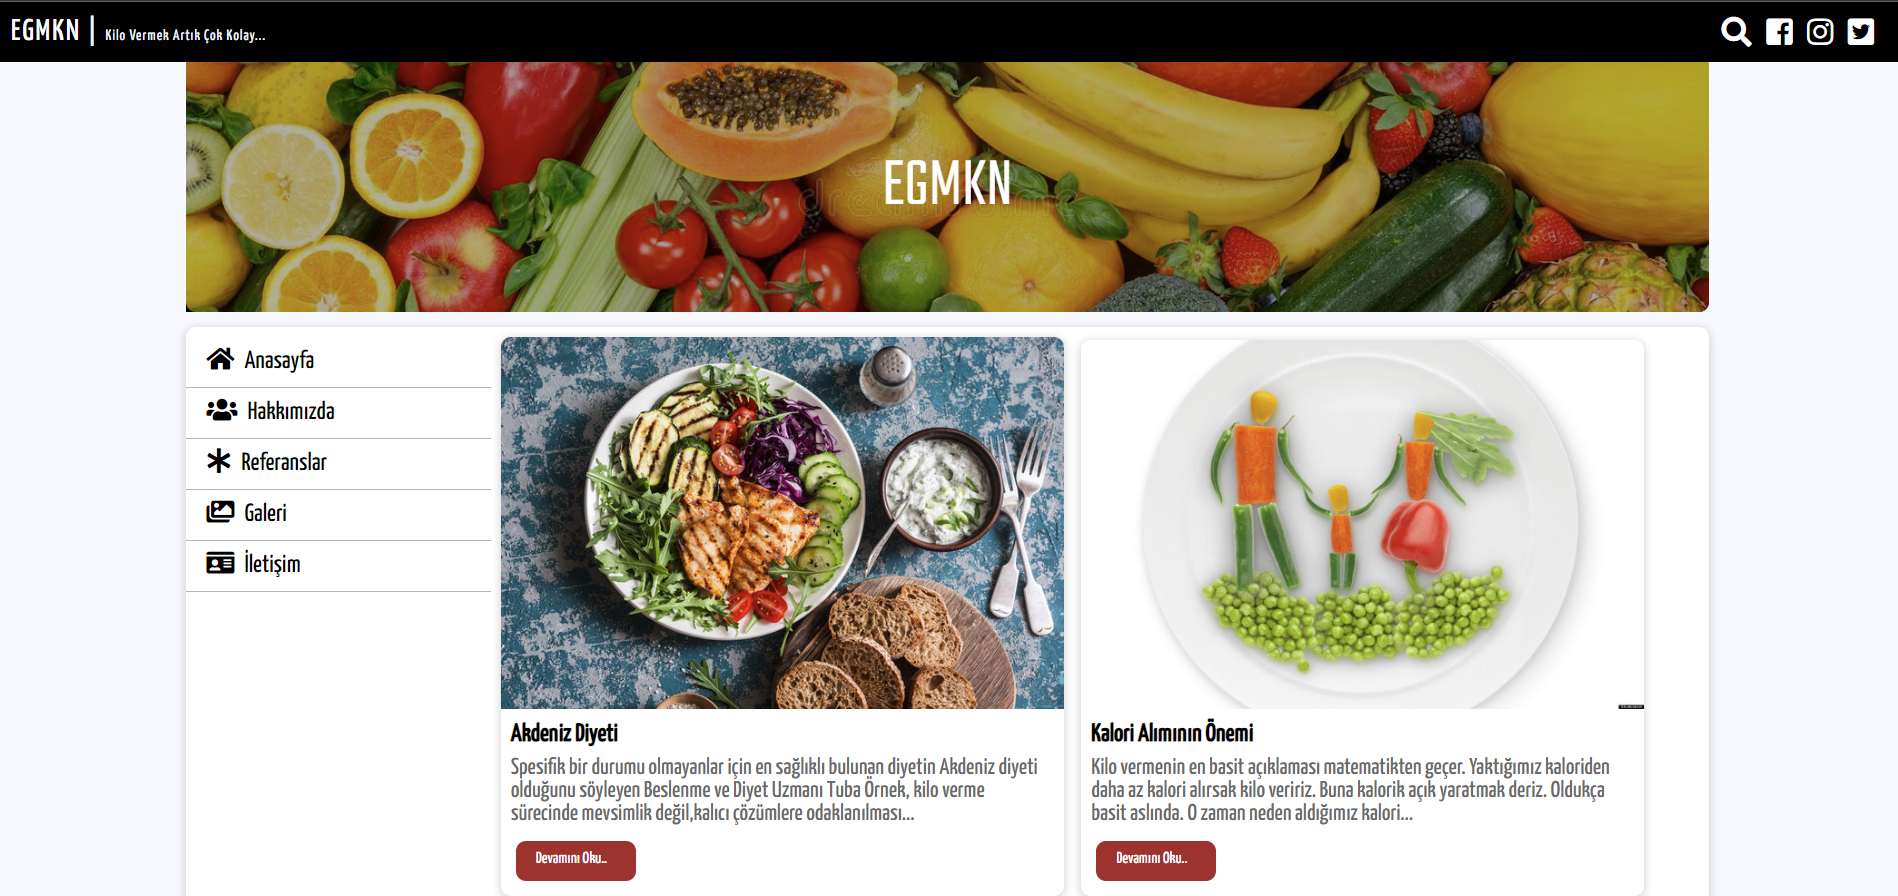 EGMKN | Kilo Vermek Artık Çok Kolay...
EGMKN
Anasayfa
Hakkımızda
Referanslar
Galeri
İletişim
Akdeniz Diyeti
Spesifik bir durumu olmayanlar için en sağlıklı bulunan diyetin Akdeniz diyeti
olduğunu söyleyen Beslenme ve Diyet Uzmanı Tuba Örnek, kilo verme
sürecinde mevsimlik değil,kalıcı çözümlere odaklanılması...
Devamını Oku..
Kalori Alımının Önemi
Kilo vermenin en basit açıklaması matematikten geçer. Yaktığımız kaloriden
daha az kalori alırsak kilo veririz. Buna kalorik açık yaratmak deriz. Oldukça
basit aslında. O zaman neden aldığımız kalori...
Devamını Oku..